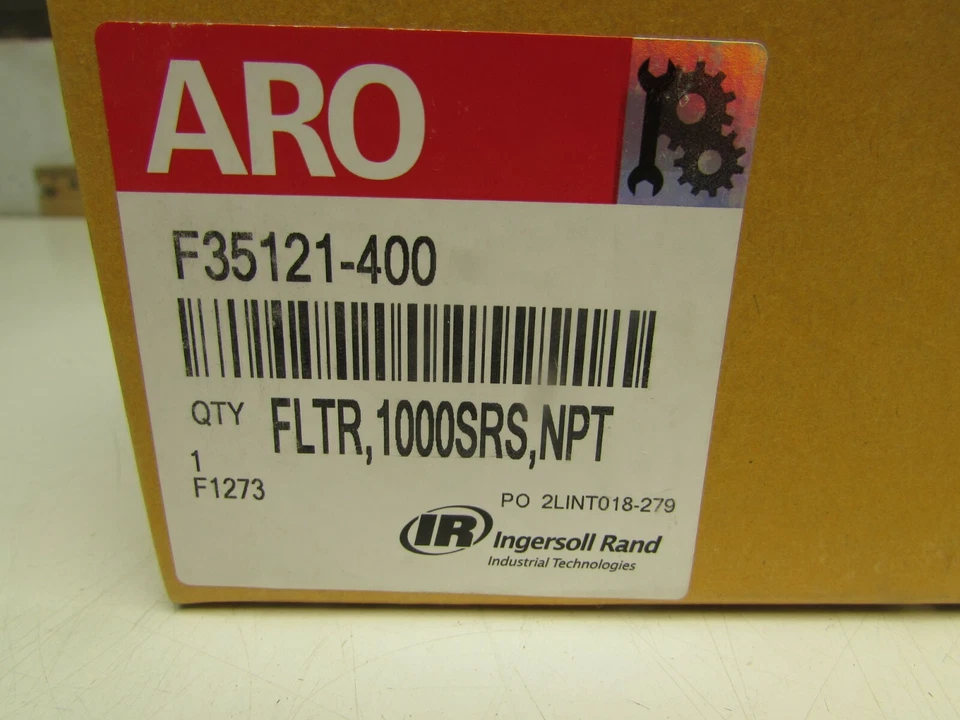 ARO
F35121-400
QTY FLTR,1000SRS,NPT
1
F1273
PO 2LINT018-279
IR Ingersoll Rand
Industrial Technologies